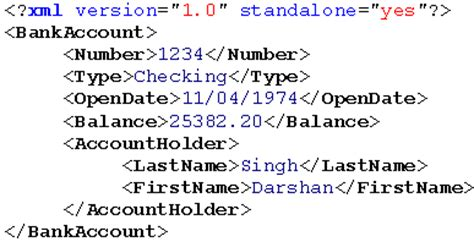 <?xml version="1.0" standalone="yes"?>
<BankAccount>
<Number>1234</Number>
<Type>Checking</Type>
<OpenDate>11/04/1974</OpenDate>
<Balance>25382.20</Balance>
<AccountHolder>
<LastName>Singh</LastName>
<FirstName>Darshan</FirstName>
</AccountHolder>
</BankAccount>